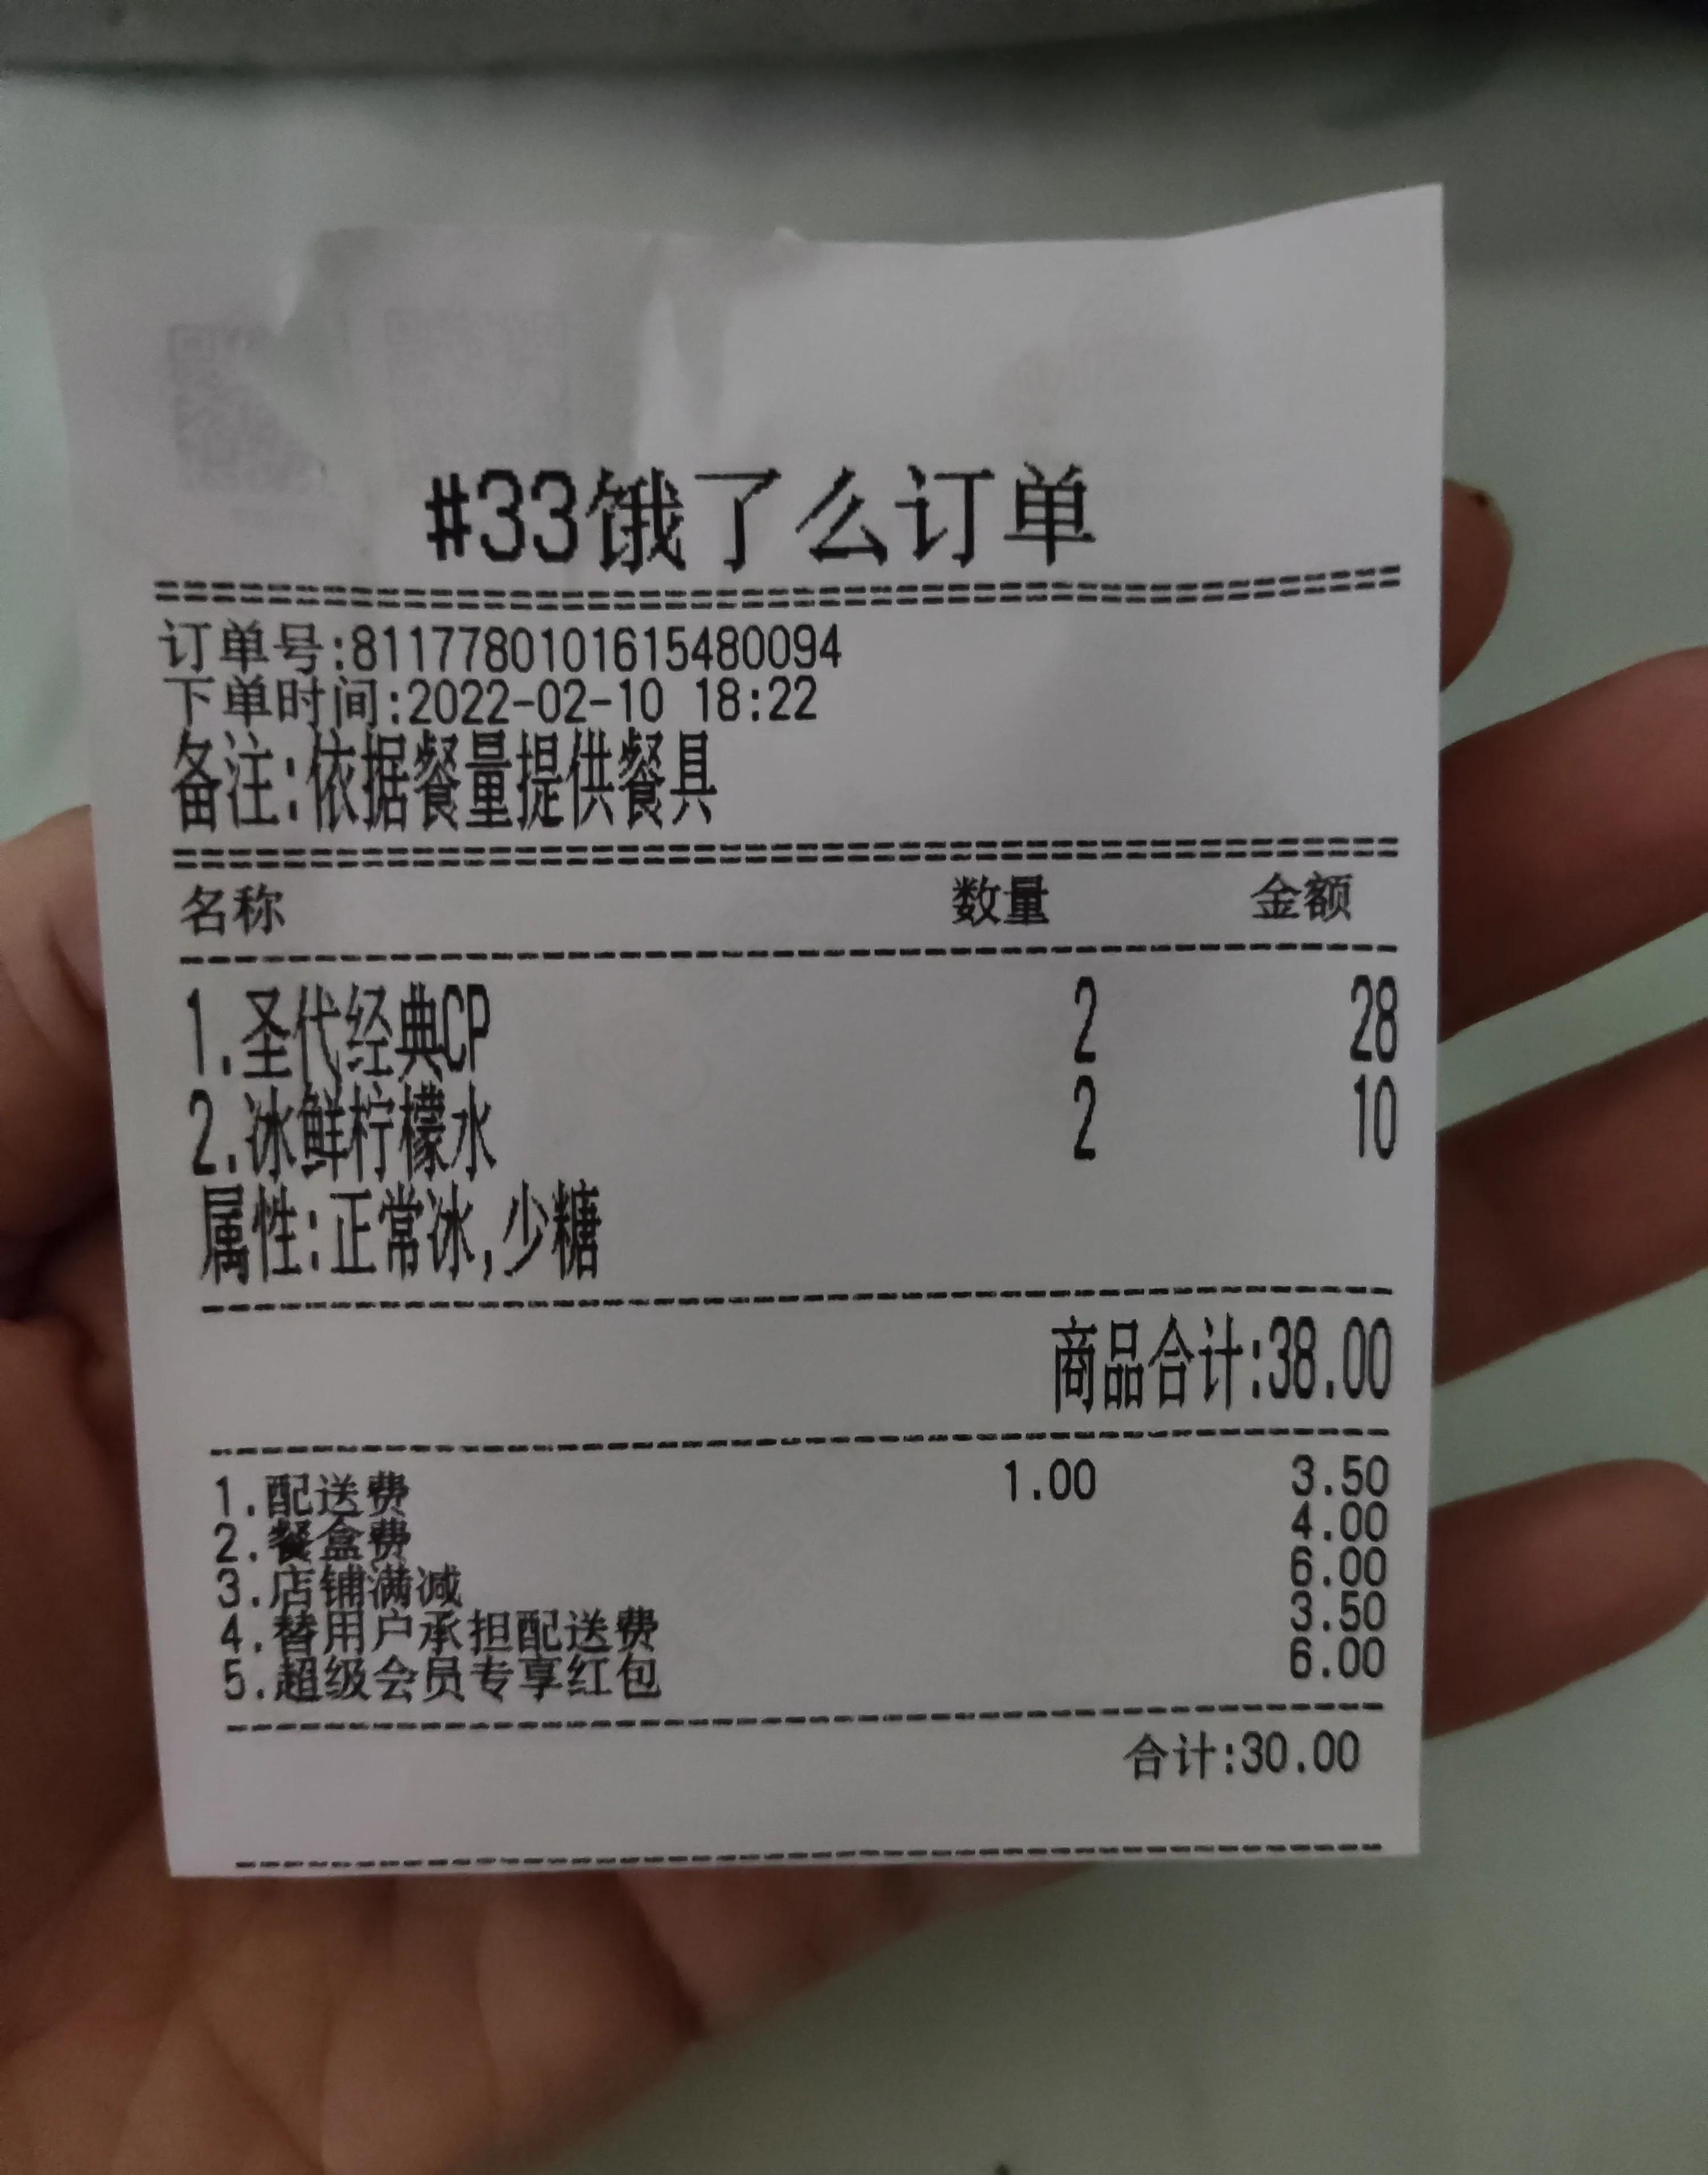 #33饿了么订单
订单号:8117780101615480094
下单时间:2022-02-10 18:22
备注:依据餐量提供餐具
名称 数量 金额
1.圣代经典CP 2 28
2.冰鲜柠檬水 2 10
属性:正常冰,少糖
商品合计:38.00
1.配送费 1.00 3.50
2.餐盒费 4.00
3.店铺满减 6.00
4.替用户承担配送费 3.50
5.超级会员专享红包 6.00
合计:30.00